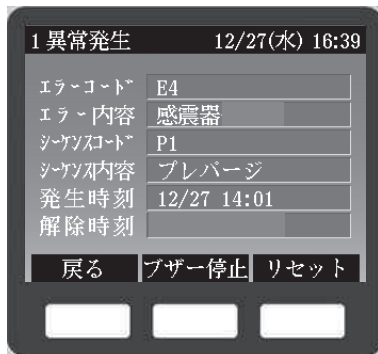 1 異常発生 12/27(水) 16:39
ｴﾗｰｺｰﾄﾞ E4
ｴﾗｰ内容 感震器
ｼｰｹﾝｽｺｰﾄﾞ P1
ｼｰｹﾝｽ内容 プレパージ
発生時刻 12/27 14:01
解除時刻
戻る ブザー停止 リセット